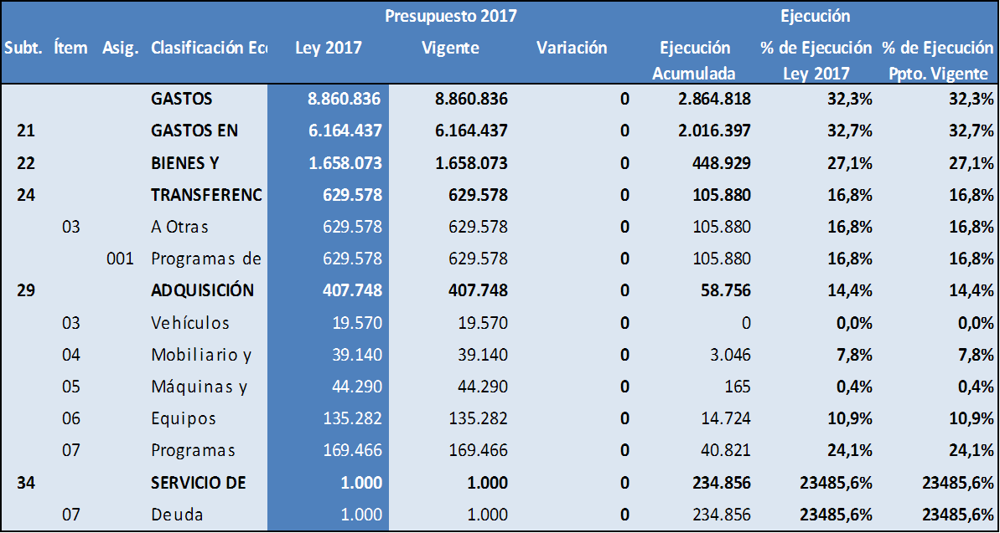 Presupuesto 2017 Ejecución
Subt. Ítem Asig. Clasificación Ecc Ley 2017 Vigente Variación Ejecución % de Ejecución % de Ejecución
Acumulada Ley 2017 Ppto. Vigente
GASTOS 8.860.836 8.860.836 0 2.864.818 32,3% 32,3%
21 GASTOS EN 6.164.437 6.164.437 0 2.016.397 32,7% 32,7%
22 BIENES Y 1.658.073 1.658.073 0 448.929 27,1% 27,1%
24 TRANSFERENC 629.578 629.578 0 105.880 16,8% 16,8%
03 A Otras 629.578 629.578 0 105.880 16,8% 16,8%
001 Programas de 629.578 629.578 0 105.880 16,8% 16,8%
29 ADQUISICIÓN 407.748 407.748 0 58.756 14,4% 14,4%
03 Vehículos 19.570 19.570 0 0 0,0% 0,0%
04 Mobiliario y 39.140 39.140 0 3.046 7,8% 7,8%
05 Máquinas y 44.290 44.290 0 165 0,4% 0,4%
06 Equipos 135.282 135.282 0 14.724 10,9% 10,9%
07 Programas 169.466 169.466 0 40.821 24,1% 24,1%
34 SERVICIO DE 1.000 1.000 0 234.856 23485,6% 23485,6%
07 Deuda 1.000 1.000 0 234.856 23485,6% 23485,6%